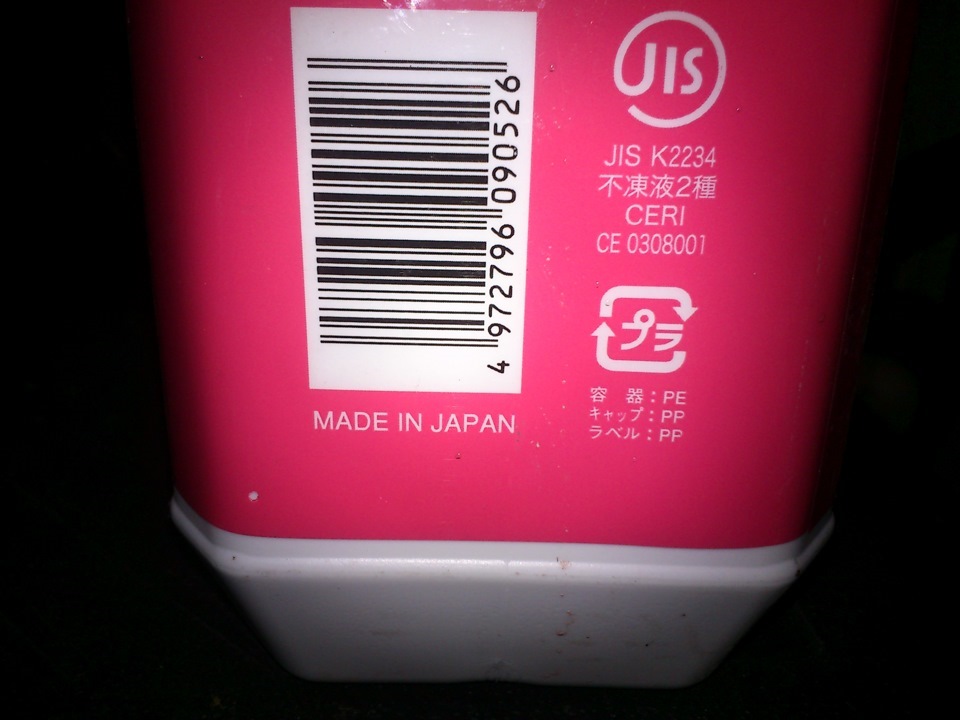 4 972796 090526
MADE IN JAPAN
JIS
JIS K2234
不凍液2種
CERI
CE 0308001
プラ
容 器：PE
キャップ：PP
ラベル：PP